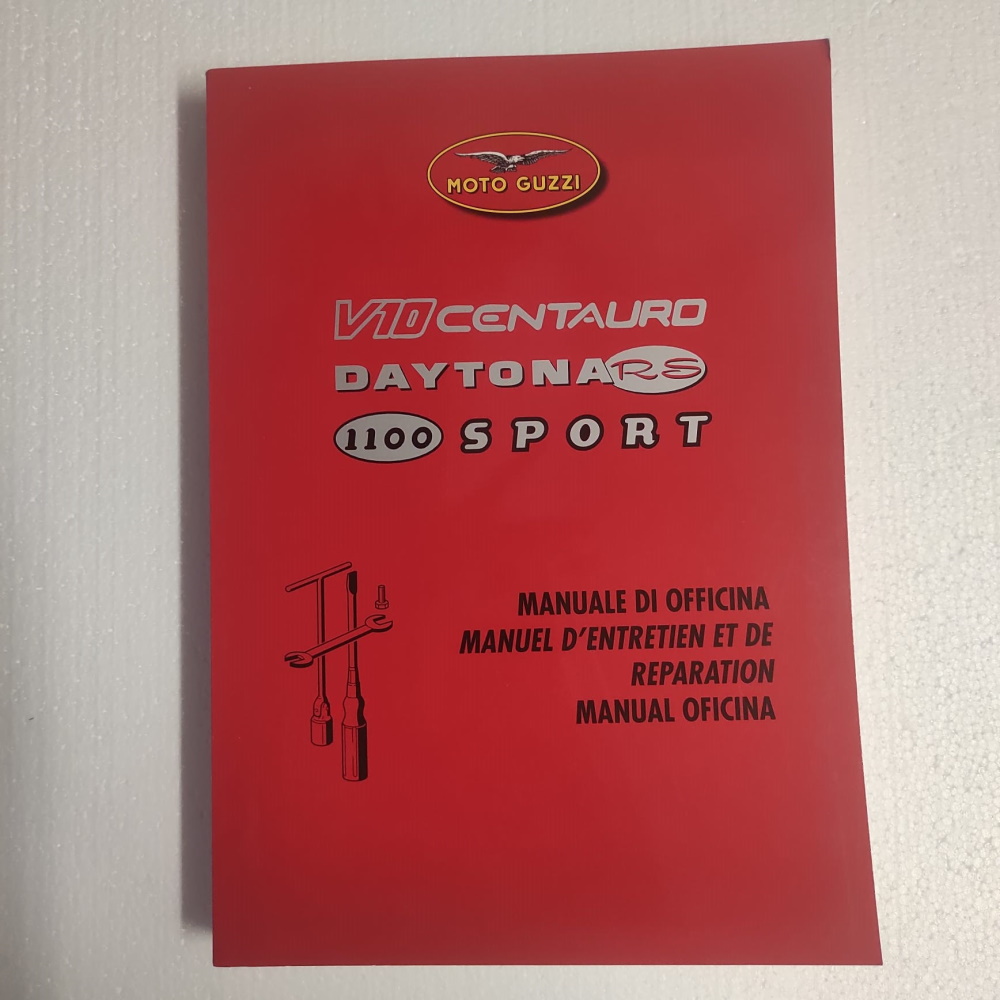 MOTO GUZZI
V10 CENTAURO
DAYTONA RS
1100 SPORT
MANUALE DI OFFICINA
MANUEL D'ENTRETIEN ET DE
REPARATION
MANUAL OFICINA